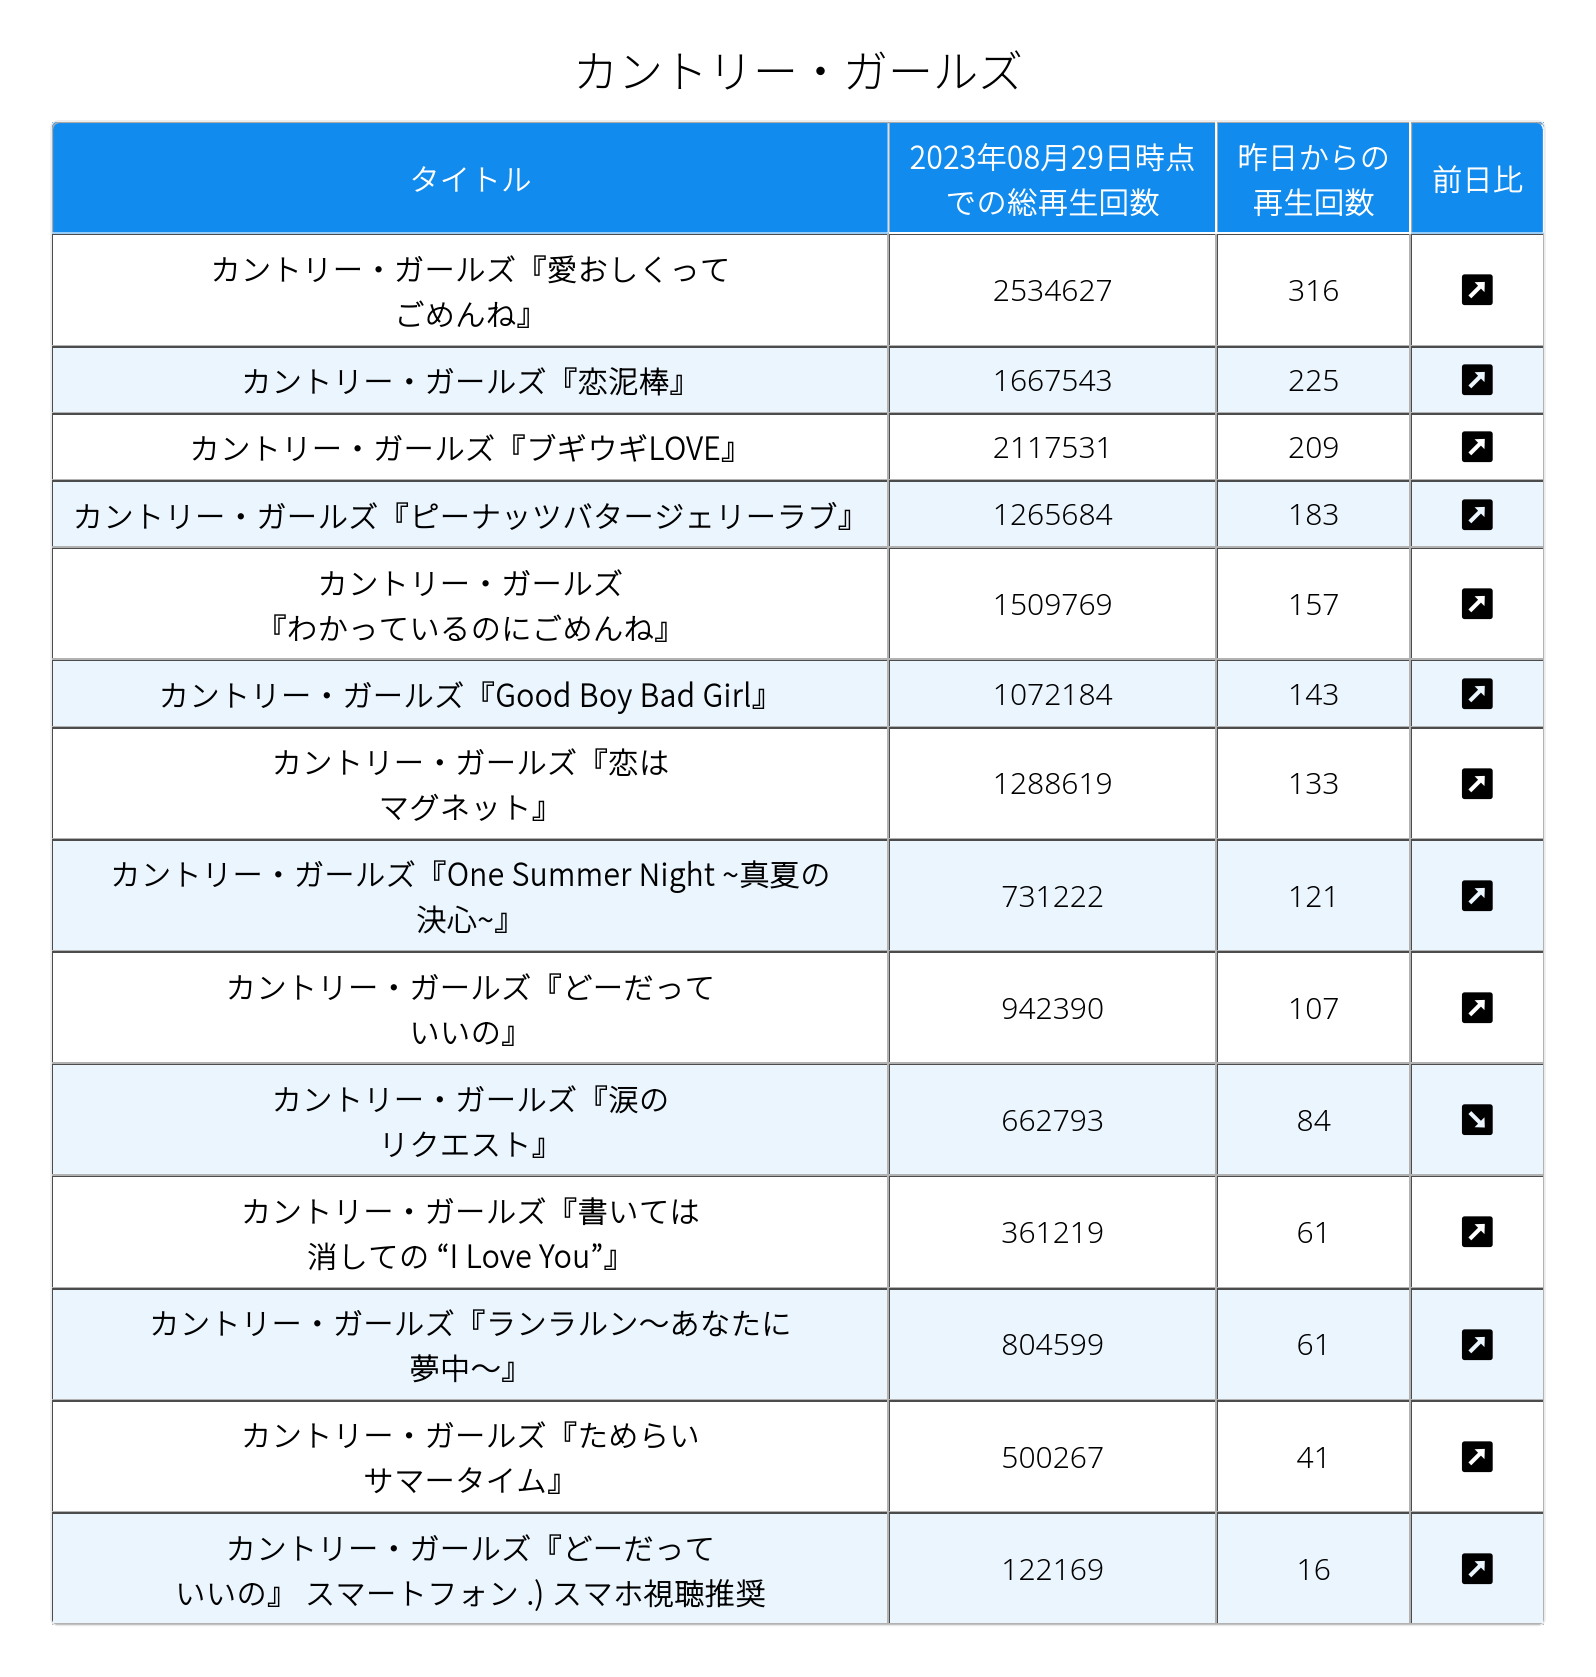 カントリー・ガールズ
タイトル
2023年08月29日時点
での総再生回数
昨日からの
再生回数
前日比
カントリー・ガールズ『愛おしくって
ごめんね』
2534627
316
カントリー・ガールズ『恋泥棒』
1667543
225
カントリー・ガールズ『ブギウギLOVE』
2117531
209
カントリー・ガールズ『ピーナッツバタージェリーラブ』
1265684
183
カントリー・ガールズ
『わかっているのにごめんね』
1509769
157
カントリー・ガールズ『Good Boy Bad Girl』
1072184
143
カントリー・ガールズ『恋は
マグネット』
1288619
133
カントリー・ガールズ『One Summer Night ~真夏の
決心~』
731222
121
カントリー・ガールズ『どーだって
いいの』
942390
107
カントリー・ガールズ『涙の
リクエスト』
662793
84
カントリー・ガールズ『書いては
消しての “I Love You”』
361219
61
カントリー・ガールズ『ランラルン〜あなたに
夢中〜』
804599
61
カントリー・ガールズ『ためらい
サマータイム』
500267
41
カントリー・ガールズ『どーだって
いいの』 スマートフォン .) スマホ視聴推奨
122169
16